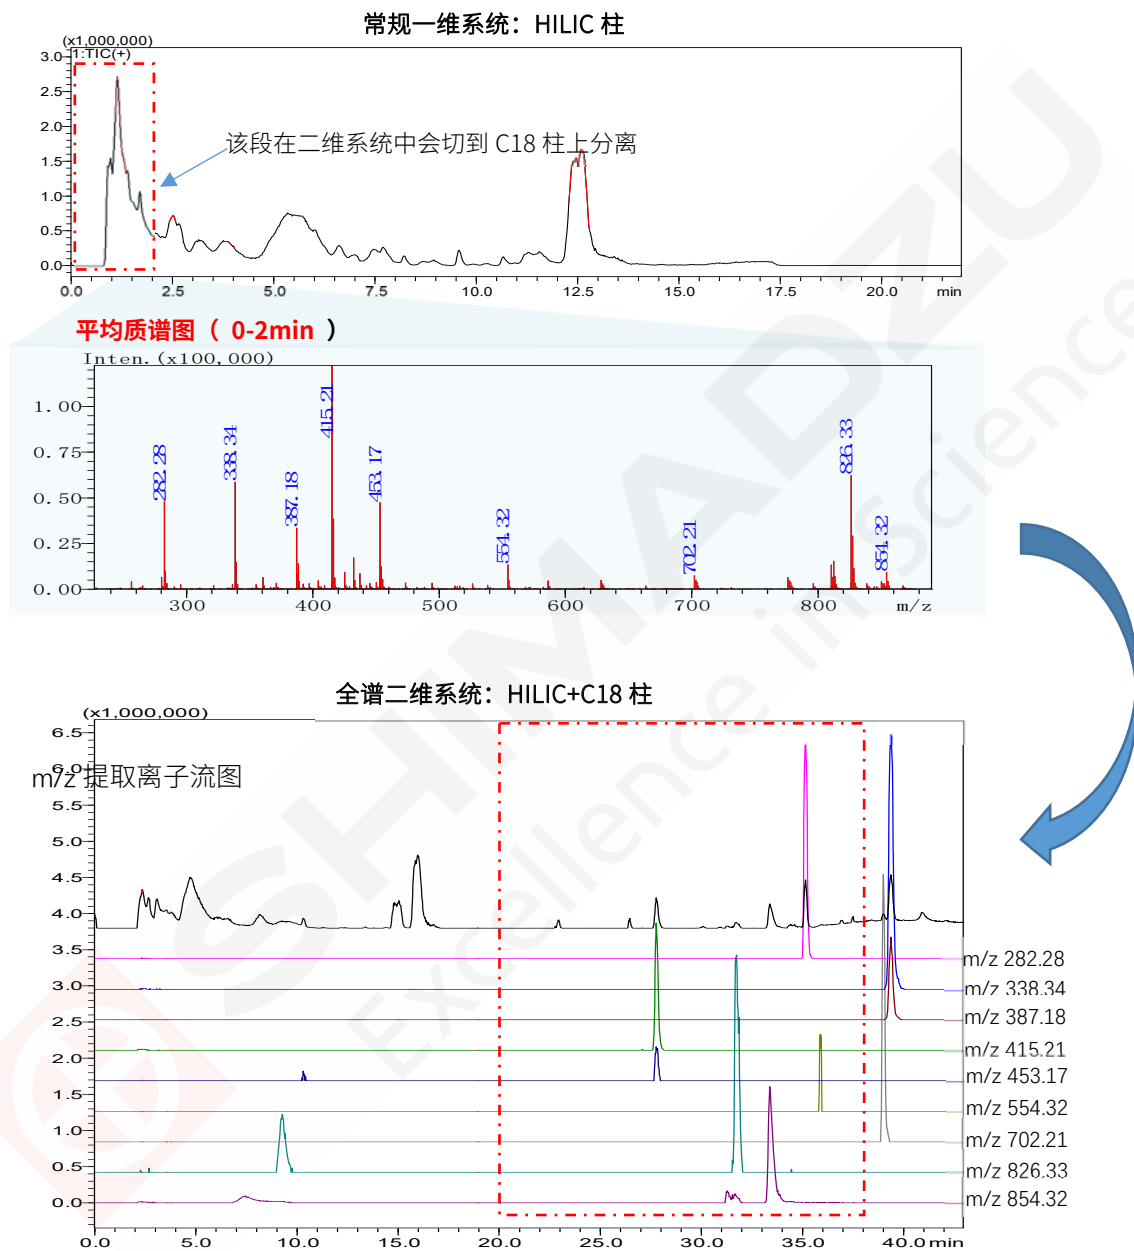 常规一维系统：HILIC 柱
(x1,000,000)
1:TIC(+)
3.0
2.5
2.0
1.5
1.0
0.5
0.0
该段在二维系统中会切到 C18 柱上分离
0.0 2.5 5.0 7.5 10.0 12.5 15.0 17.5 20.0 min
平均质谱图（ 0-2min ）
Inten. (x100,000)
1.00
0.75
0.50
0.25
0.00
282.28
338.34
387.18
415.21
453.17
554.32
702.21
826.33
854.32
300 400 500 600 700 800 m/z
全谱二维系统：HILIC+C18 柱
(x1,000,000)
m/z 提取离子流图
6.5
6.0
5.5
5.0
4.5
4.0
3.5
3.0
2.5
2.0
1.5
1.0
0.5
0.0
m/z 282.28
m/z 338.34
m/z 387.18
m/z 415.21
m/z 453.17
m/z 554.32
m/z 702.21
m/z 826.33
m/z 854.32
0.0 5.0 10.0 15.0 20.0 25.0 30.0 35.0 40.0 min
SHIMADZU
Excellence in Science